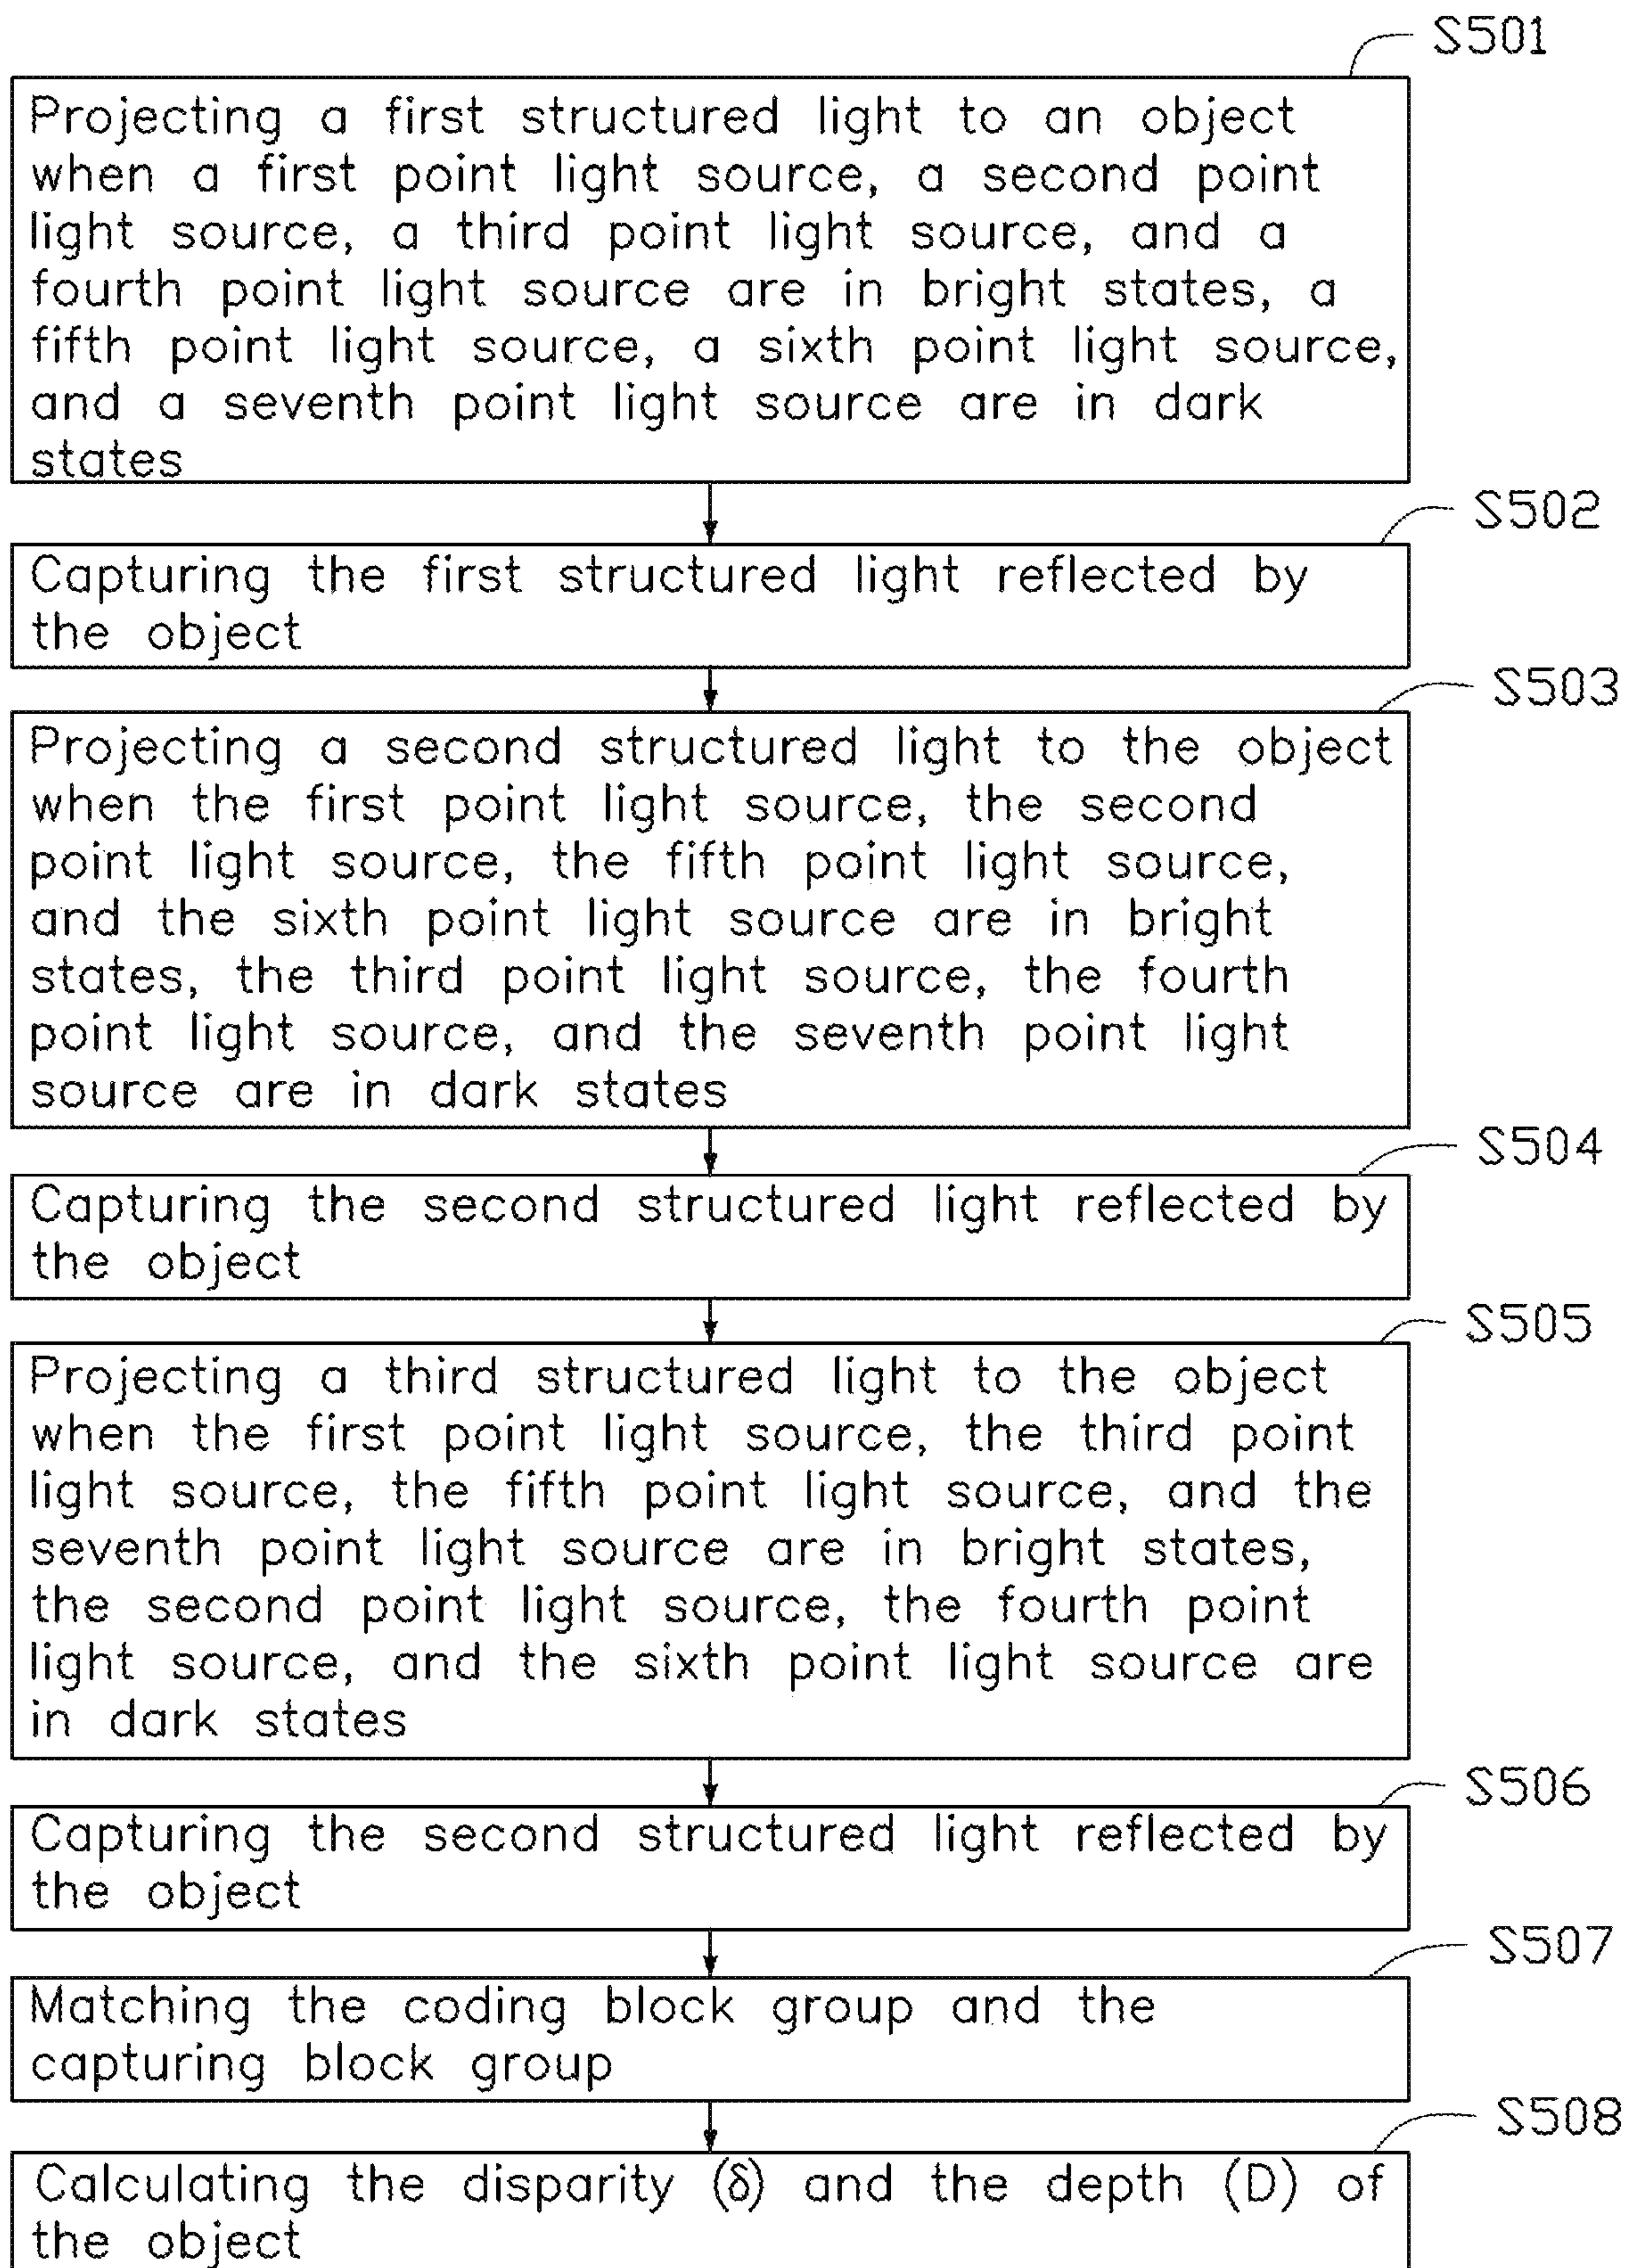 S501
Projecting a first structured light to an object
when a first point light source, a second point
light source, a third point light source, and a
fourth point light source are in bright states, a
fifth point light source, a sixth point light source,
and a seventh point light source are in dark
states
S502
Capturing the first structured light reflected by
the object
S503
Projecting a second structured light to the object
when the first point light source, the second
point light source, the fifth point light source,
and the sixth point light source are in bright
states, the third point light source, the fourth
point light source, and the seventh point light
source are in dark states
S504
Capturing the second structured light reflected by
the object
S505
Projecting a third structured light to the object
when the first point light source, the third point
light source, the fifth point light source, and the
seventh point light source are in bright states,
the second point light source, the fourth point
light source, and the sixth point light source are
in dark states
S506
Capturing the second structured light reflected by
the object
S507
Matching the coding block group and the
capturing block group
S508
Calculating the disparity (δ) and the depth (D) of
the object